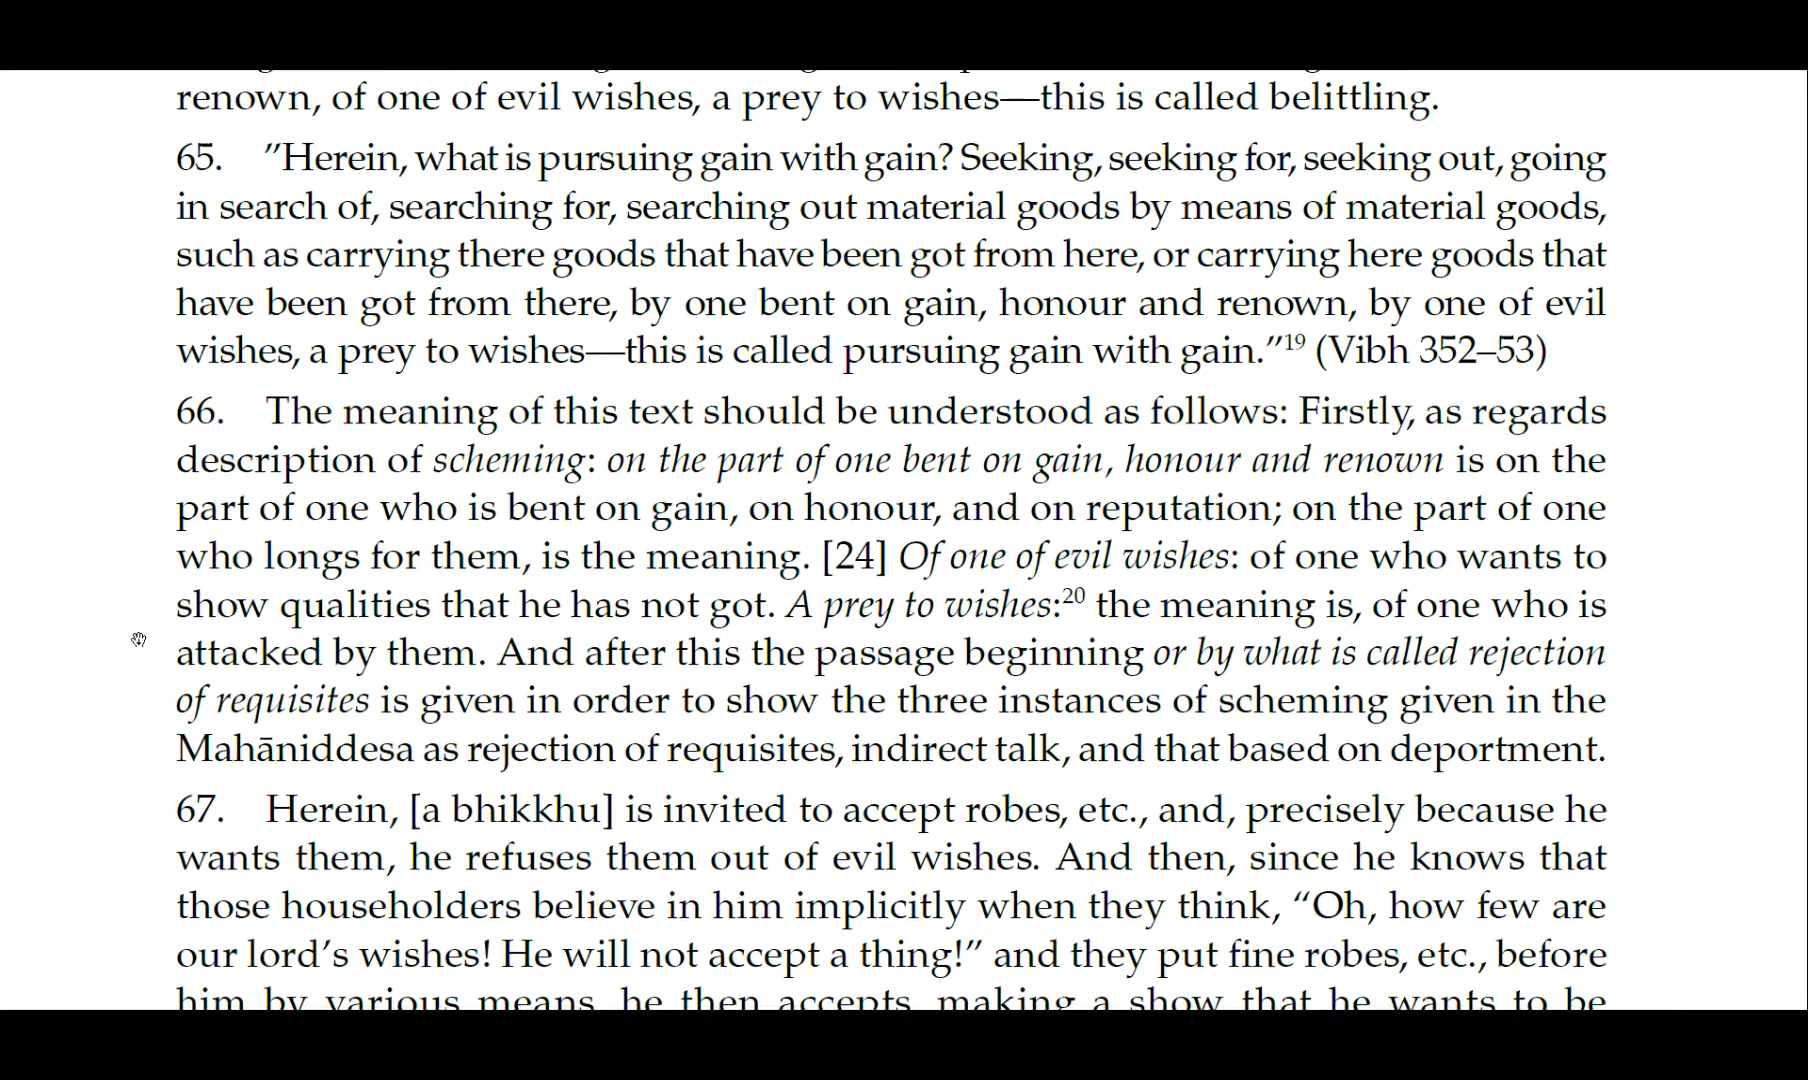 renown, of one of evil wishes, a prey to wishes—this is called belittling.
65. ”Herein, what is pursuing gain with gain? Seeking, seeking for, seeking out, going
in search of, searching for, searching out material goods by means of material goods,
such as carrying there goods that have been got from here, or carrying here goods that
have been got from there, by one bent on gain, honour and renown, by one of evil
wishes, a prey to wishes—this is called pursuing gain with gain.”19 (Vibh 352–53)
66. The meaning of this text should be understood as follows: Firstly, as regards
description of scheming: on the part of one bent on gain, honour and renown is on the
part of one who is bent on gain, on honour, and on reputation; on the part of one
who longs for them, is the meaning. [24] Of one of evil wishes: of one who wants to
show qualities that he has not got. A prey to wishes:20 the meaning is, of one who is
attacked by them. And after this the passage beginning or by what is called rejection
of requisites is given in order to show the three instances of scheming given in the
Mahāniddesa as rejection of requisites, indirect talk, and that based on deportment.
67. Herein, [a bhikkhu] is invited to accept robes, etc., and, precisely because he
wants them, he refuses them out of evil wishes. And then, since he knows that
those householders believe in him implicitly when they think, “Oh, how few are
our lord’s wishes! He will not accept a thing!” and they put fine robes, etc., before
him by various means, he then accepts, making a show that he wants to be